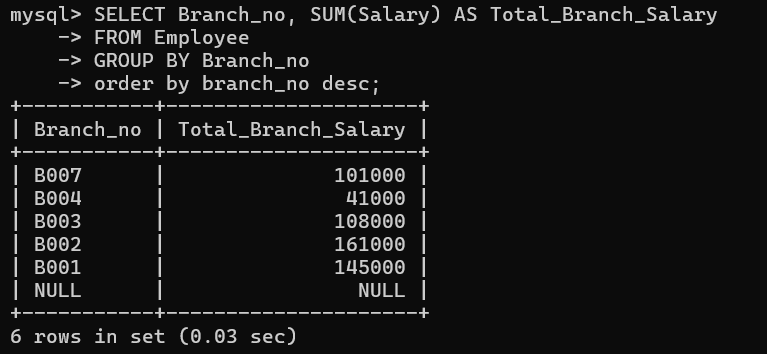 mysql> SELECT Branch_no, SUM(Salary) AS Total_Branch_Salary
    -> FROM Employee
    -> GROUP BY Branch_no
    -> order by branch_no desc;
+-----------+---------------------+
| Branch_no | Total_Branch_Salary |
+-----------+---------------------+
| B007      |              101000 |
| B004      |               41000 |
| B003      |              108000 |
| B002      |              161000 |
| B001      |              145000 |
| NULL      |                NULL |
+-----------+---------------------+
6 rows in set (0.03 sec)